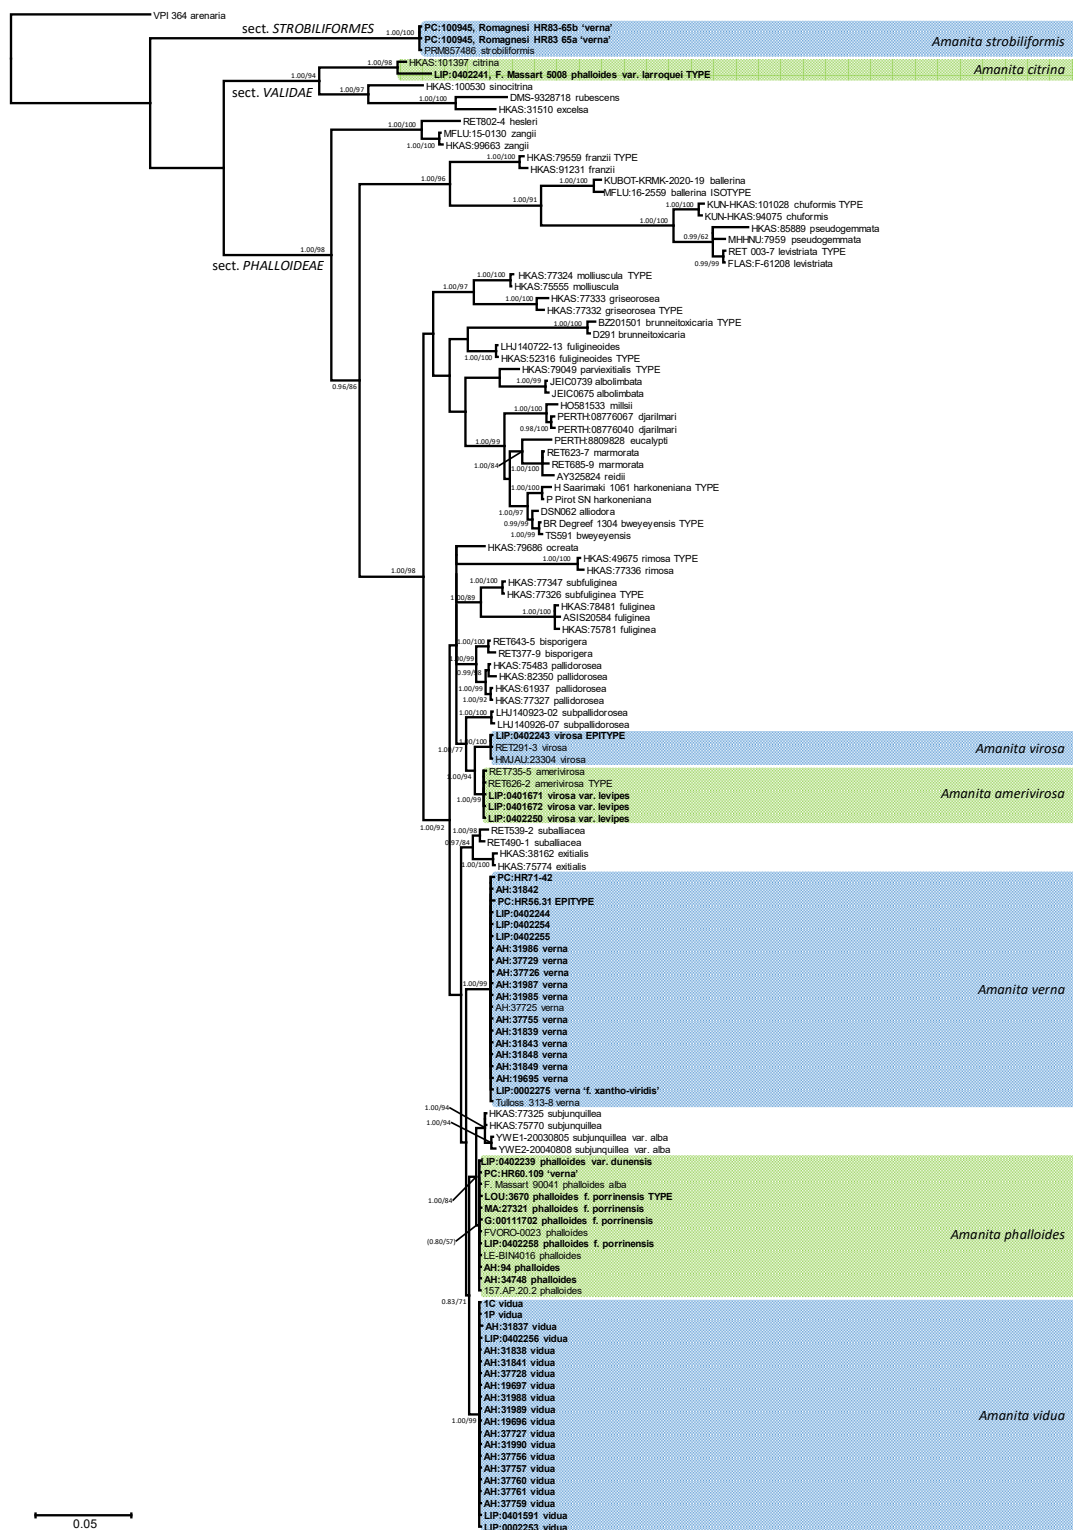 VPI 364 arenaria
sect. STROBILIFORMES
1.00/100
PC:100945, Romagnesi HR83-65b 'verna'
PC:100945, Romagnesi HR83 65a 'verna'
PRM857486 strobiliformis
Amanita strobiliformis
1.00/98
HKAS:101397 citrina
1.00/94
LIP:0402241, F. Massart 5008 phalloides var. larroquei TYPE
Amanita citrina
sect. VALIDAE
1.00/97
HKAS:100530 sinocitrina
1.00/100
DMS-9328718 rubescens
HKAS:31510 excelsa
RET802-4 hesleri
MFLU:15-0130 zangii
1.00/100
HKAS:99663 zangii
1.00/100
HKAS:79559 franzii TYPE
HKAS:91231 franzii
1.00/96
1.00/100
KUBOT-KRMK-2020-19 ballerina
MFLU:16-2559 ballerina ISOTYPE
1.00/91
1.00/100
KUN-HKAS:101028 chuformis TYPE
KUN-HKAS:94075 chuformis
1.00/100
HKAS:85889 pseudogemmata
0.99/62
MHHNU:7959 pseudogemmata
RET 003-7 levistriata TYPE
0.99/99
FLAS:F-61208 levistriata
1.00/98
sect. PHALLOIDEAE
1.00/100
HKAS:77324 molliuscula TYPE
HKAS:75555 molliuscula
1.00/97
1.00/100
HKAS:77333 griseorosea
HKAS:77332 griseorosea TYPE
1.00/100
BZ201501 brunneitoxicaria TYPE
D291 brunneitoxicaria
LHJ140722-13 fuligineoides
1.00/100
HKAS:52316 fuligineoides TYPE
HKAS:79049 parviexitialis TYPE
1.00/99
JEIC0739 albolimbata
JEIC0675 albolimbata
0.96/86
HO581533 millsii
1.00/100
PERTH:08776067 djarilmari
0.98/100
PERTH:08776040 djarilmari
1.00/99
PERTH:8809828 eucalypti
RET623-7 marmorata
1.00/84
1.00/100
RET685-9 marmorata
AY325824 reidii
1.00/100
H Saarimaki 1061 harkoneniana TYPE
P Pirot SN harkoneniana
1.00/97
DSN062 alliodora
0.99/99
BR Degreef 1304 bweyeyensis TYPE
1.00/99
TS591 bweyeyensis
HKAS:79686 ocreata
1.00/100
HKAS:49675 rimosa TYPE
HKAS:77336 rimosa
1.00/98
1.00/100
HKAS:77347 subfuliginea
HKAS:77326 subfuliginea TYPE
1.00/89
HKAS:78481 fuliginea
1.00/100
ASIS20584 fuliginea
HKAS:75781 fuliginea
1.00/100
RET643-5 bisporigera
RET377-9 bisporigera
1.00/99
HKAS:75483 pallidorosea
0.99/98
HKAS:82350 pallidorosea
1.00/99
HKAS:61937 pallidorosea
1.00/92
HKAS:77327 pallidorosea
1.00/100
LHJ140923-02 subpallidorosea
LHJ140926-07 subpallidorosea
LIP:0402243 virosa EPITYPE
1.00/100
RET291-3 virosa
1.00/77
HMJAU:23304 virosa
Amanita virosa
1.00/94
RET735-5 amerivirosa
RET626-2 amerivirosa TYPE
1.00/99
LIP:0401671 virosa var. levipes
LIP:0401672 virosa var. levipes
LIP:0402250 virosa var. levipes
Amanita amerivirosa
1.00/92
1.00/98
RET539-2 suballiacea
0.97/84
RET490-1 suballiacea
HKAS:38162 exitialis
1.00/100
HKAS:75774 exitialis
PC:HR71-42
AH:31842
PC:HR56.31 EPITYPE
LIP:0402244
LIP:0402254
LIP:0402255
AH:31986 verna
AH:37729 verna
AH:37726 verna
1.00/99
AH:31987 verna
AH:31985 verna
AH:37725 verna
AH:37755 verna
AH:31839 verna
AH:31843 verna
AH:31848 verna
AH:31849 verna
AH:19695 verna
LIP:0002275 verna 'f. xantho-viridis'
Tulloss 313-8 verna
Amanita verna
1.00/94
HKAS:77325 subjunquillea
1.00/94
HKAS:75770 subjunquillea
YWE1-20030805 subjunquillea var. alba
YWE2-20040808 subjunquillea var. alba
LIP:0402239 phalloides var. dunensis
PC:HR60.109 'verna'
F. Massart 90041 phalloides alba
1.00/84
LOU:3670 phalloides f. porrinensis TYPE
MA:27321 phalloides f. porrinensis
G:00111702 phalloides f. porrinensis
FVORO-0023 phalloides
(0.80/57)
LIP:0402258 phalloides f. porrinensis
LE-BIN4016 phalloides
AH:94 phalloides
AH:34748 phalloides
157.AP.20.2 phalloides
Amanita phalloides
0.83/71
1C vidua
1P vidua
AH:31837 vidua
LIP:0402256 vidua
AH:31838 vidua
AH:31841 vidua
AH:37728 vidua
AH:19697 vidua
AH:31988 vidua
AH:31989 vidua
AH:19696 vidua
1.00/99
AH:37727 vidua
AH:31990 vidua
AH:37756 vidua
AH:37757 vidua
AH:37760 vidua
AH:37761 vidua
AH:37759 vidua
LIP:0401591 vidua
LIP:0002253 vidua
Amanita vidua
0.05